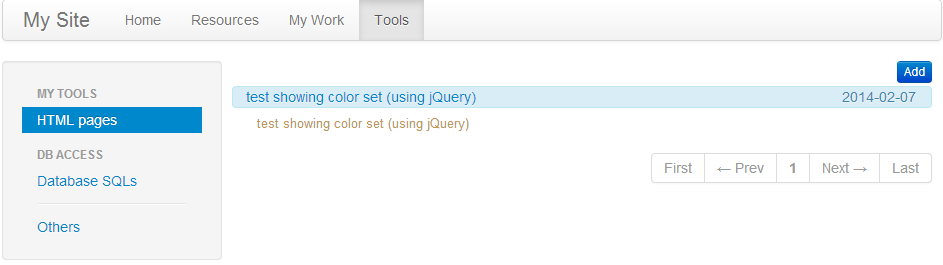 My Site Home Resources My Work Tools
Add
MY TOOLS
HTML pages
DB ACCESS
Database SQLs
Others
test showing color set (using jQuery) 2014-02-07
test showing color set (using jQuery)
First ← Prev 1 Next → Last